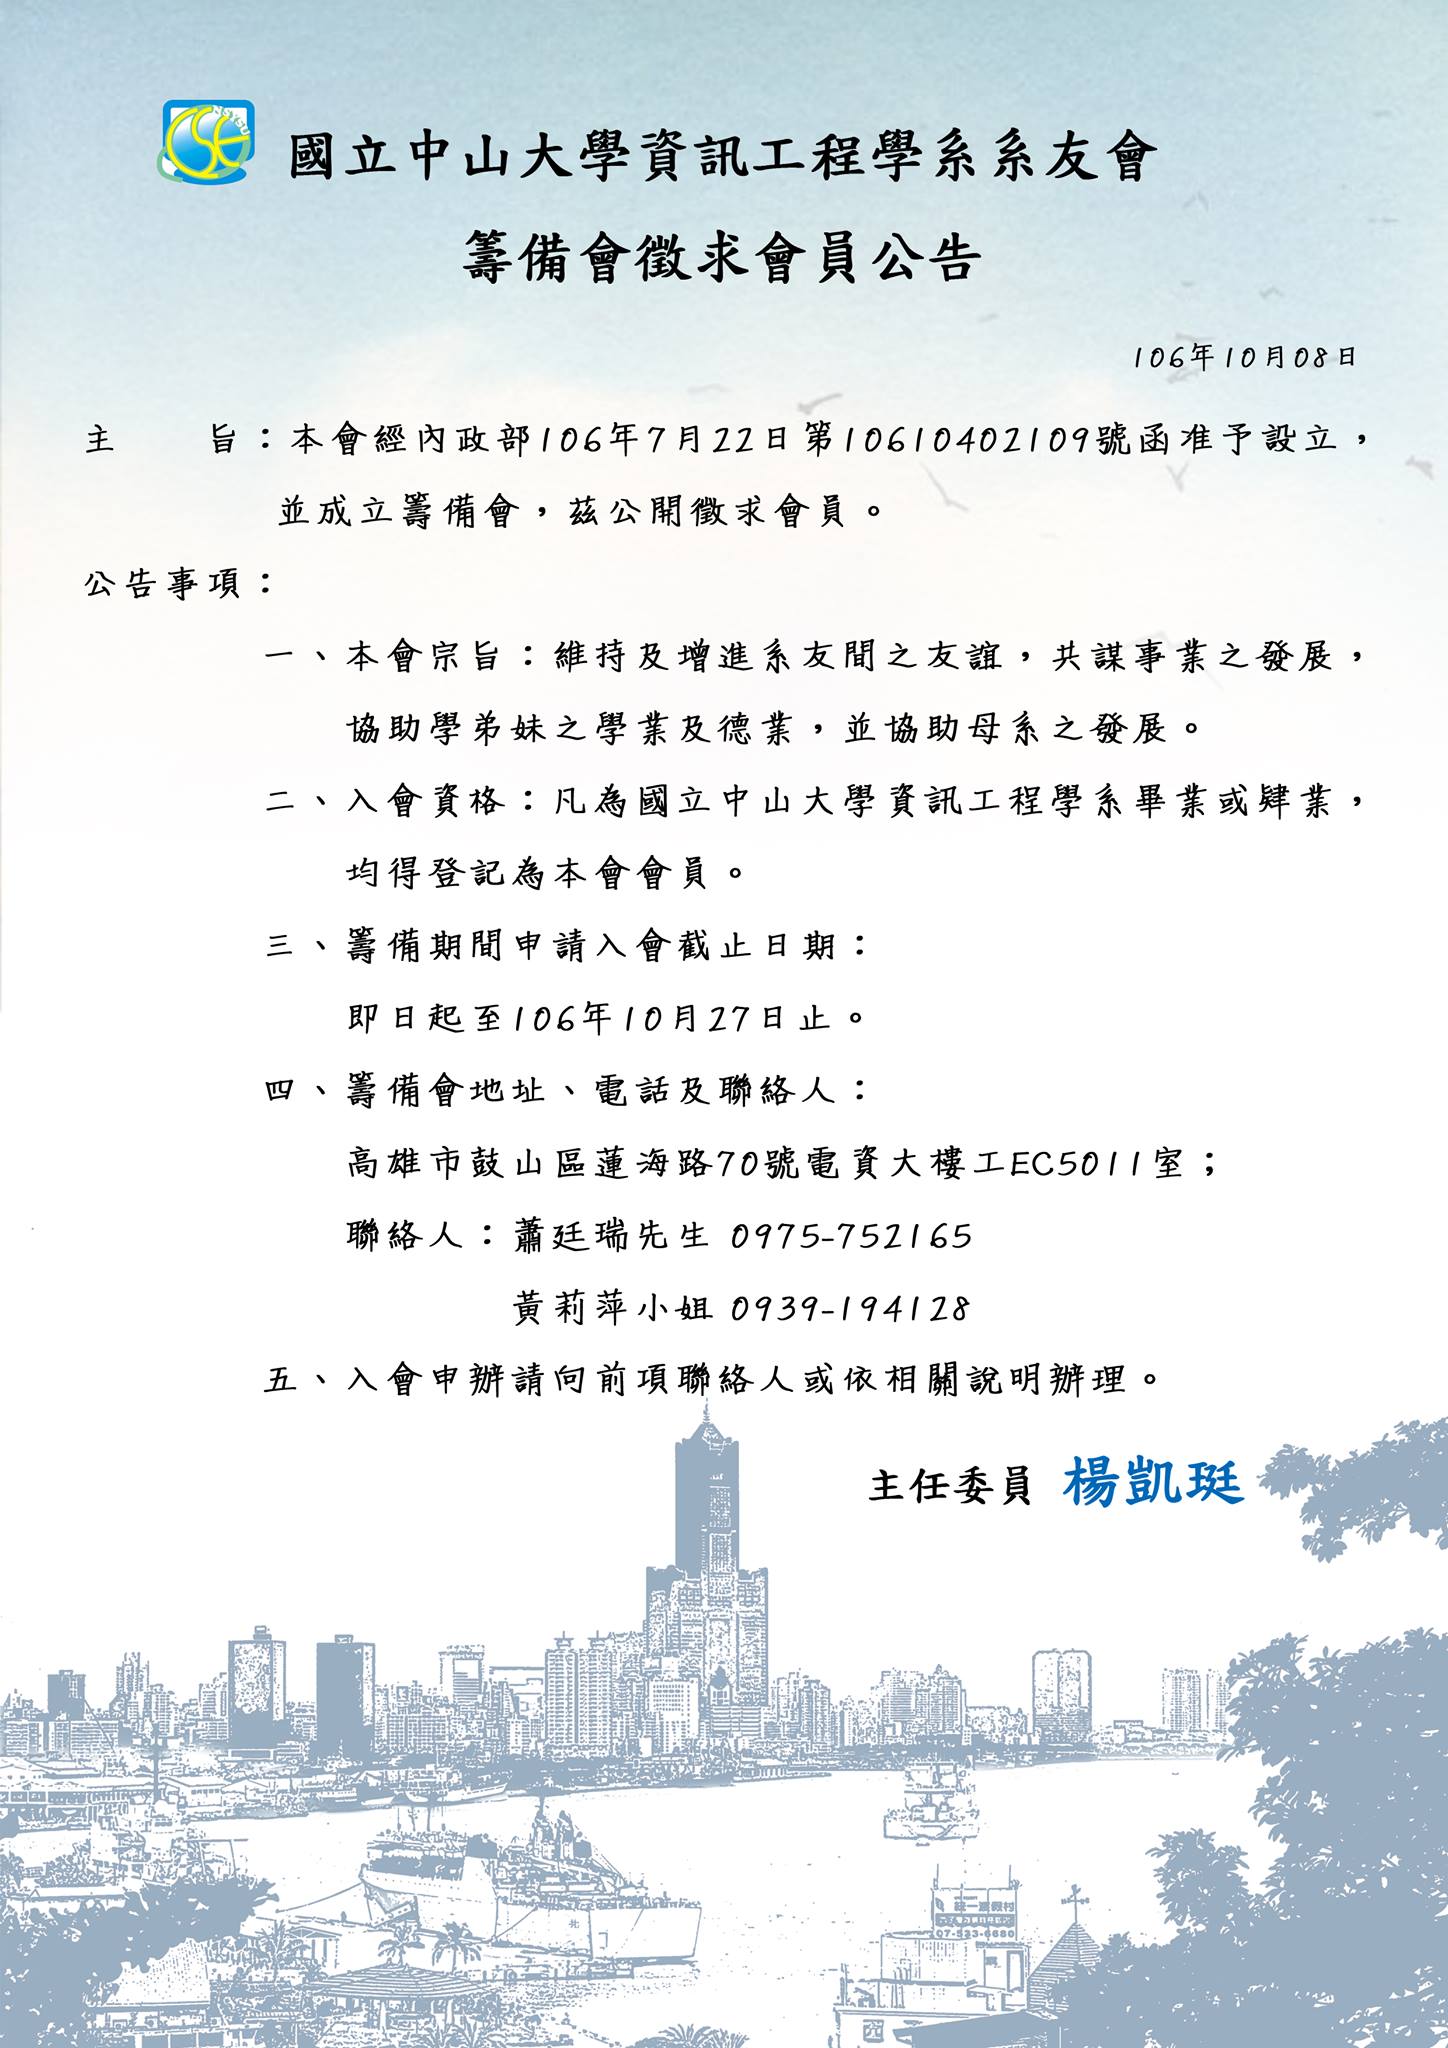 CSE NSYSU
國立中山大學資訊工程學系系友會
籌備會徵求會員公告
106年10月08日
主　　旨：本會經內政部106年7月22日第10610402109號函准予設立，
並成立籌備會，茲公開徵求會員。
公告事項：
一、本會宗旨：維持及增進系友間之友誼，共謀事業之發展，
協助學弟妹之學業及德業，並協助母系之發展。
二、入會資格：凡為國立中山大學資訊工程學系畢業或肄業，
均得登記為本會會員。
三、籌備期間申請入會截止日期：
即日起至106年10月27日止。
四、籌備會地址、電話及聯絡人：
高雄市鼓山區蓮海路70號電資大樓工EC5011室；
聯絡人：蕭廷瑞先生 0975-752165
黃莉萍小姐 0939-194128
五、入會申辦請向前項聯絡人或依相關說明辦理。
主任委員 楊凱珽
北
統一渡假村
07-533-6680